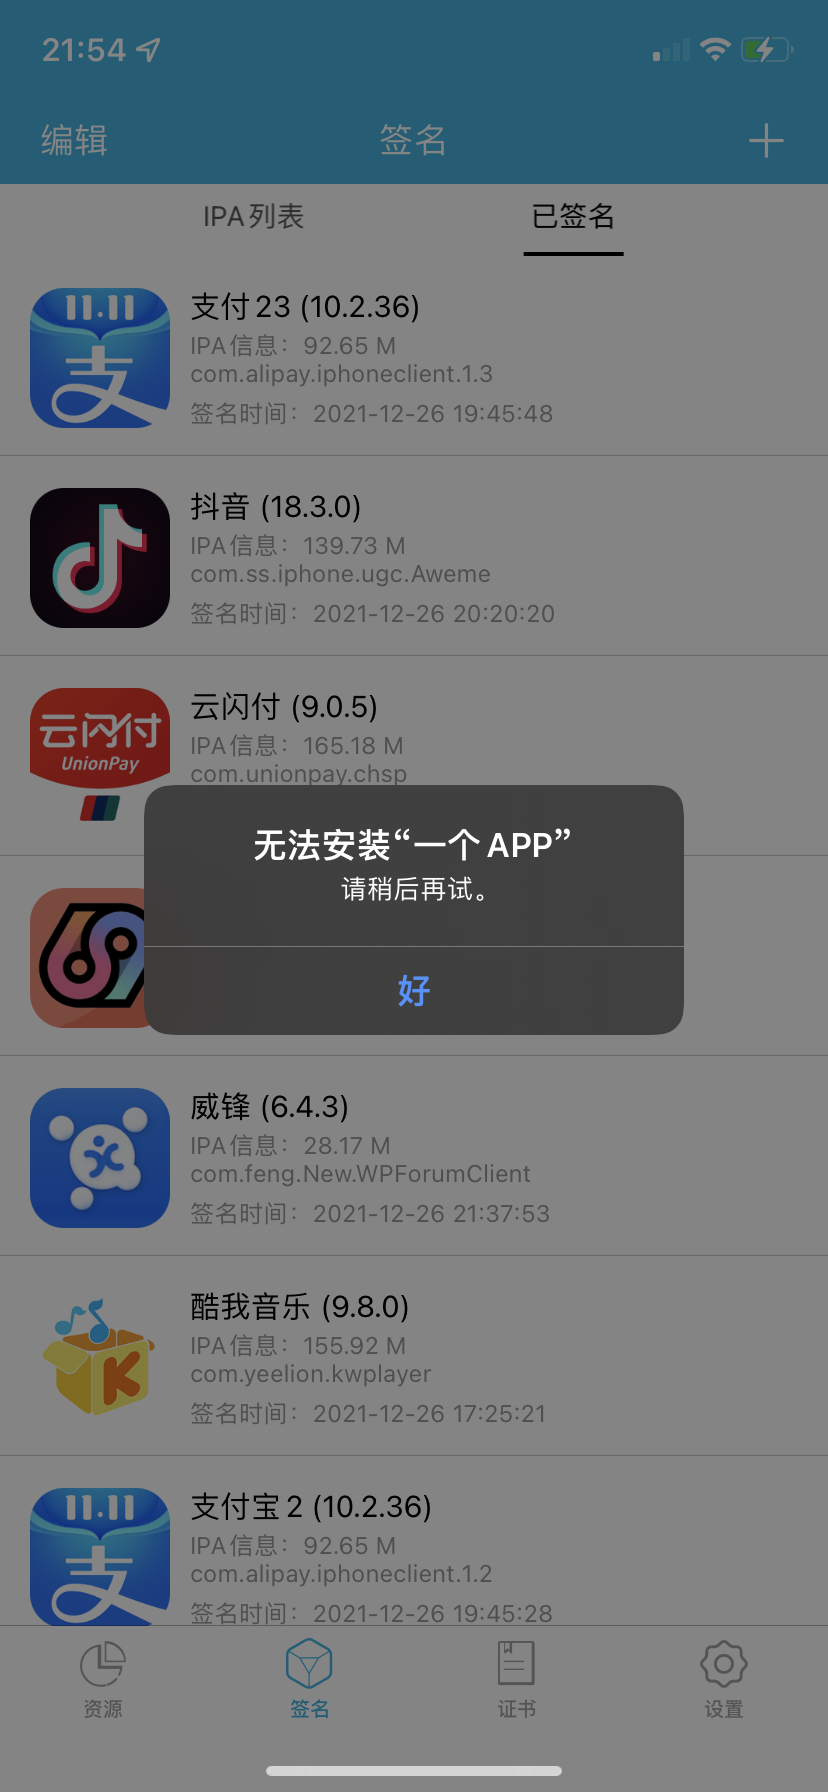 21:54
编辑
签名
IPA列表
已签名
11.11
支
支付23 (10.2.36)
IPA信息：92.65 M
com.alipay.iphoneclient.1.3
签名时间：2021-12-26 19:45:48
抖音 (18.3.0)
IPA信息：139.73 M
com.ss.iphone.ugc.Aweme
签名时间：2021-12-26 20:20:20
云闪付
UnionPay
云闪付 (9.0.5)
IPA信息：165.18 M
com.unionpay.chsp
无法安装“一个APP”
请稍后再试。
好
威锋 (6.4.3)
IPA信息：28.17 M
com.feng.New.WPForumClient
签名时间：2021-12-26 21:37:53
K
酷我音乐 (9.8.0)
IPA信息：155.92 M
com.yeelion.kwplayer
签名时间：2021-12-26 17:25:21
11.11
支
支付宝2 (10.2.36)
IPA信息：92.65 M
com.alipay.iphoneclient.1.2
签名时间：2021-12-26 19:45:28
资源
签名
证书
设置